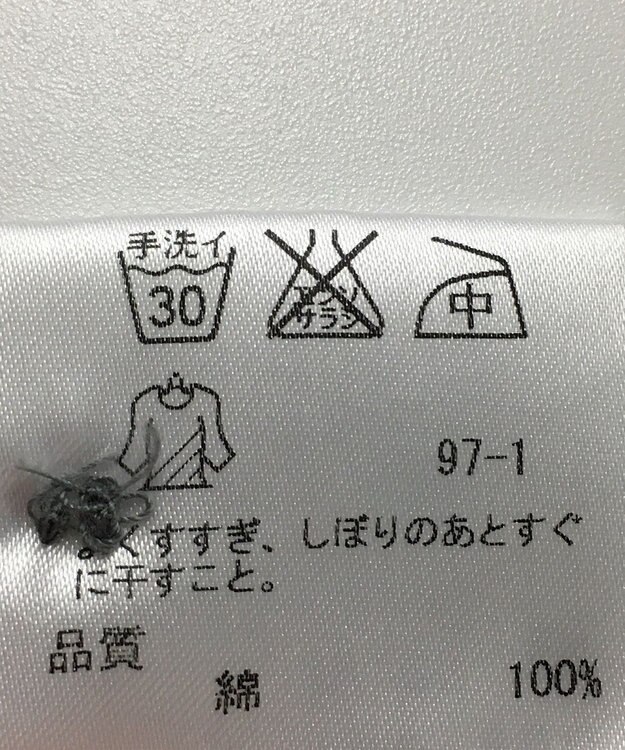 手洗イ
30
エンソ
サラシ
中
97-1
くすすぎ、しぼりのあとすぐ
に干すこと。
品質
綿 100%